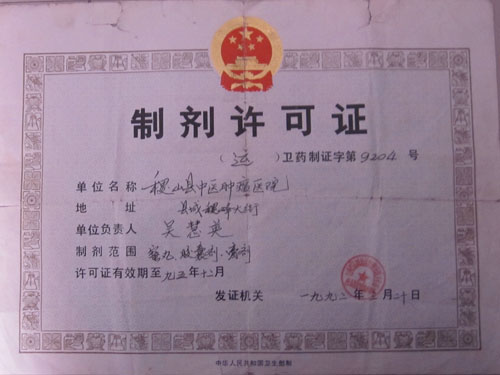 制剂许可证
(运)卫药制证字第9204号
单位名称 稷山县中医肿瘤医院
地 址 县城稷峰大街
单位负责人 吴慧英
制剂范围 蜜丸、胶囊剂、膏剂
许可证有效期至九五年十二月
发证机关 一九九二年 月二十日
中华人民共和国卫生部制